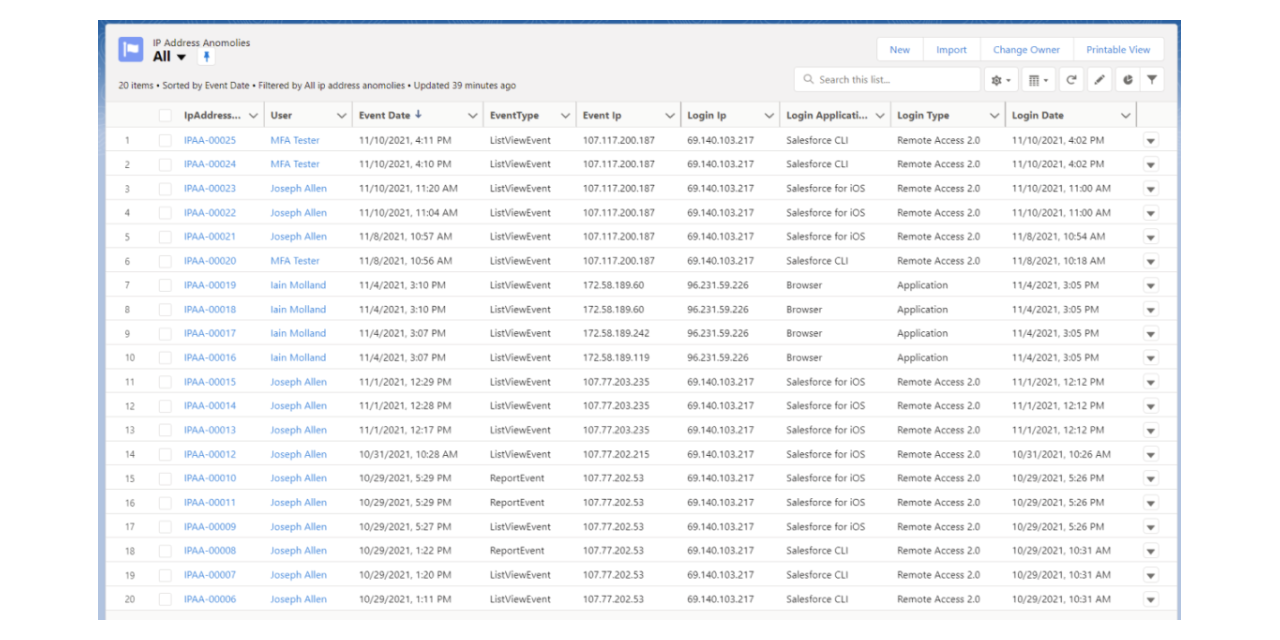 IP Address Anomolies
All
New Import Change Owner Printable View
20 items • Sorted by Event Date • Filtered by All ip address anomolies • Updated 39 minutes ago
Search this list...
IpAddress... User Event Date EventType Event Ip Login Ip Login Applicati... Login Type Login Date
1 IPAA-00025 MFA Tester 11/10/2021, 4:11 PM ListViewEvent 107.117.200.187 69.140.103.217 Salesforce CLI Remote Access 2.0 11/10/2021, 4:02 PM
2 IPAA-00024 MFA Tester 11/10/2021, 4:10 PM ListViewEvent 107.117.200.187 69.140.103.217 Salesforce CLI Remote Access 2.0 11/10/2021, 4:02 PM
3 IPAA-00023 Joseph Allen 11/10/2021, 11:20 AM ListViewEvent 107.117.200.187 69.140.103.217 Salesforce for iOS Remote Access 2.0 11/10/2021, 11:00 AM
4 IPAA-00022 Joseph Allen 11/10/2021, 11:04 AM ListViewEvent 107.117.200.187 69.140.103.217 Salesforce for iOS Remote Access 2.0 11/10/2021, 11:00 AM
5 IPAA-00021 Joseph Allen 11/8/2021, 10:57 AM ListViewEvent 107.117.200.187 69.140.103.217 Salesforce for iOS Remote Access 2.0 11/8/2021, 10:54 AM
6 IPAA-00020 MFA Tester 11/8/2021, 10:56 AM ListViewEvent 107.117.200.187 69.140.103.217 Salesforce CLI Remote Access 2.0 11/8/2021, 10:18 AM
7 IPAA-00019 Iain Molland 11/4/2021, 3:10 PM ListViewEvent 172.58.189.60 96.231.59.226 Browser Application 11/4/2021, 3:05 PM
8 IPAA-00018 Iain Molland 11/4/2021, 3:10 PM ListViewEvent 172.58.189.60 96.231.59.226 Browser Application 11/4/2021, 3:05 PM
9 IPAA-00017 Iain Molland 11/4/2021, 3:07 PM ListViewEvent 172.58.189.242 96.231.59.226 Browser Application 11/4/2021, 3:05 PM
10 IPAA-00016 Iain Molland 11/4/2021, 3:07 PM ListViewEvent 172.58.189.119 96.231.59.226 Browser Application 11/4/2021, 3:05 PM
11 IPAA-00015 Joseph Allen 11/1/2021, 12:29 PM ListViewEvent 107.77.203.235 69.140.103.217 Salesforce for iOS Remote Access 2.0 11/1/2021, 12:12 PM
12 IPAA-00014 Joseph Allen 11/1/2021, 12:28 PM ListViewEvent 107.77.203.235 69.140.103.217 Salesforce for iOS Remote Access 2.0 11/1/2021, 12:12 PM
13 IPAA-00013 Joseph Allen 11/1/2021, 12:17 PM ListViewEvent 107.77.203.235 69.140.103.217 Salesforce for iOS Remote Access 2.0 11/1/2021, 12:12 PM
14 IPAA-00012 Joseph Allen 10/31/2021, 10:28 AM ListViewEvent 107.77.202.215 69.140.103.217 Salesforce for iOS Remote Access 2.0 10/31/2021, 10:26 AM
15 IPAA-00010 Joseph Allen 10/29/2021, 5:29 PM ReportEvent 107.77.202.53 69.140.103.217 Salesforce for iOS Remote Access 2.0 10/29/2021, 5:26 PM
16 IPAA-00011 Joseph Allen 10/29/2021, 5:29 PM ReportEvent 107.77.202.53 69.140.103.217 Salesforce for iOS Remote Access 2.0 10/29/2021, 5:26 PM
17 IPAA-00009 Joseph Allen 10/29/2021, 5:27 PM ListViewEvent 107.77.202.53 69.140.103.217 Salesforce for iOS Remote Access 2.0 10/29/2021, 5:26 PM
18 IPAA-00008 Joseph Allen 10/29/2021, 1:22 PM ReportEvent 107.77.202.53 69.140.103.217 Salesforce CLI Remote Access 2.0 10/29/2021, 10:31 AM
19 IPAA-00007 Joseph Allen 10/29/2021, 1:20 PM ListViewEvent 107.77.202.53 69.140.103.217 Salesforce CLI Remote Access 2.0 10/29/2021, 10:31 AM
20 IPAA-00006 Joseph Allen 10/29/2021, 1:11 PM ListViewEvent 107.77.202.53 69.140.103.217 Salesforce CLI Remote Access 2.0 10/29/2021, 10:31 AM